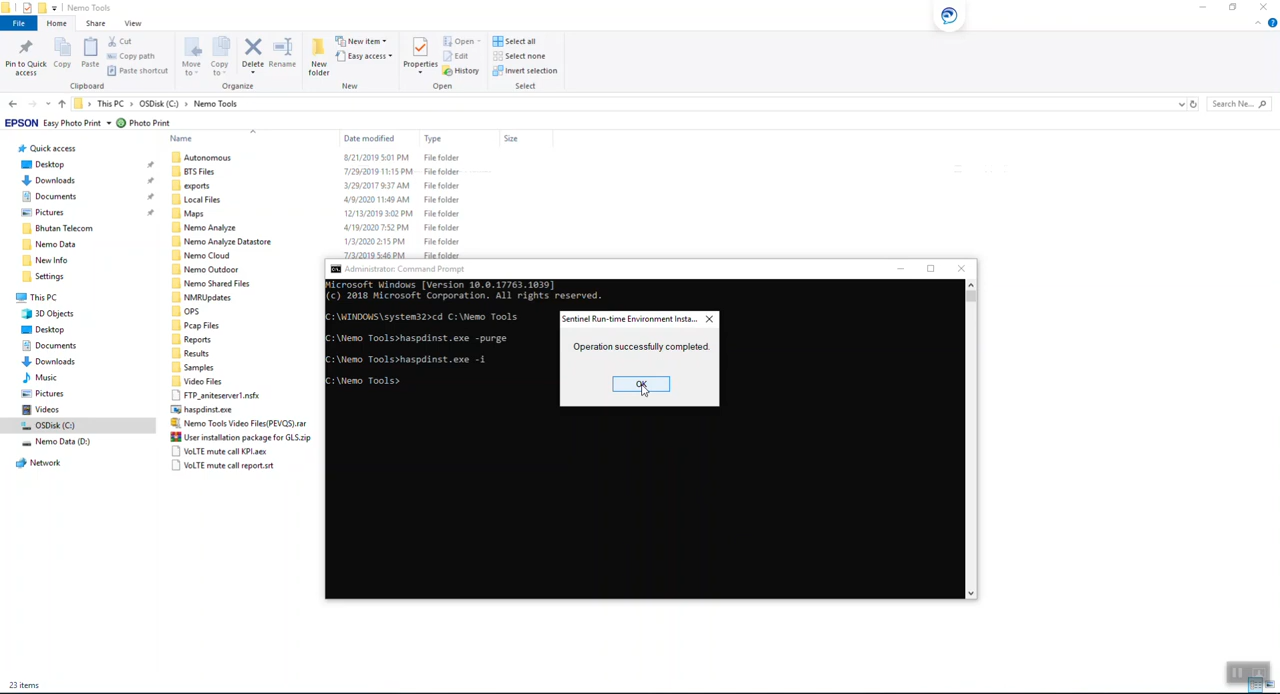 Nemo Tools
File Home Share View
Pin to Quick access
Copy
Paste
Cut
Copy path
Paste shortcut
Clipboard
Move to
Copy to
Delete
Rename
Organize
New folder
New item
Easy access
New
Properties
Open
Edit
History
Open
Select all
Select none
Invert selection
Select
This PC > OSDisk (C:) > Nemo Tools
Search Ne...
EPSON Easy Photo Print Photo Print
Name Date modified Type Size
Quick access
Desktop
Downloads
Documents
Pictures
Bhutan Telecom
Nemo Data
New Info
Settings
This PC
3D Objects
Desktop
Documents
Downloads
Music
Pictures
Videos
OSDisk (C:)
Nemo Data (D:)
Network
Autonomous 8/21/2019 5:01 PM File folder
BTS Files 7/29/2019 11:15 PM File folder
exports 3/29/2017 9:37 AM File folder
Local Files 4/9/2020 11:49 AM File folder
Maps 12/13/2019 3:02 PM File folder
Nemo Analyze 4/19/2020 7:52 PM File folder
Nemo Analyze Datastore 1/3/2020 2:15 PM File folder
Nemo Cloud 7/3/2019 5:46 PM File folder
Nemo Outdoor
Nemo Shared Files
NMRUpdates
OPS
Pcap Files
Reports
Results
Samples
Video Files
FTP_aniteserver1.nsfx
haspdinst.exe
Nemo Tools Video Files(PEVQS).rar
User installation package for GLS.zip
VoLTE mute call KPI.aex
VoLTE mute call report.srt
Administrator: Command Prompt
Microsoft Windows [Version 10.0.17763.1039]
(c) 2018 Microsoft Corporation. All rights reserved.
C:\WINDOWS\system32>cd C:\Nemo Tools
C:\Nemo Tools>haspdinst.exe -purge
C:\Nemo Tools>haspdinst.exe -i
C:\Nemo Tools>
Sentinel Run-time Environment Insta...
Operation successfully completed.
OK
23 items